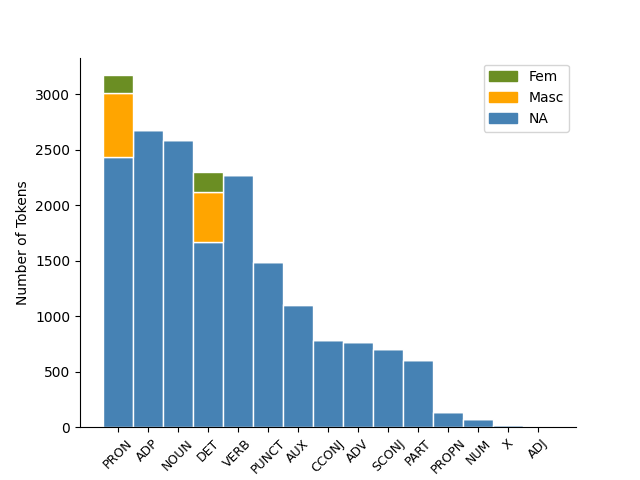 Fem
Masc
NA
Number of Tokens
3000
2500
2000
1500
1000
500
0
PRON ADP NOUN DET VERB PUNCT AUX CCONJ ADV SCONJ PART PROPN NUM X ADJ